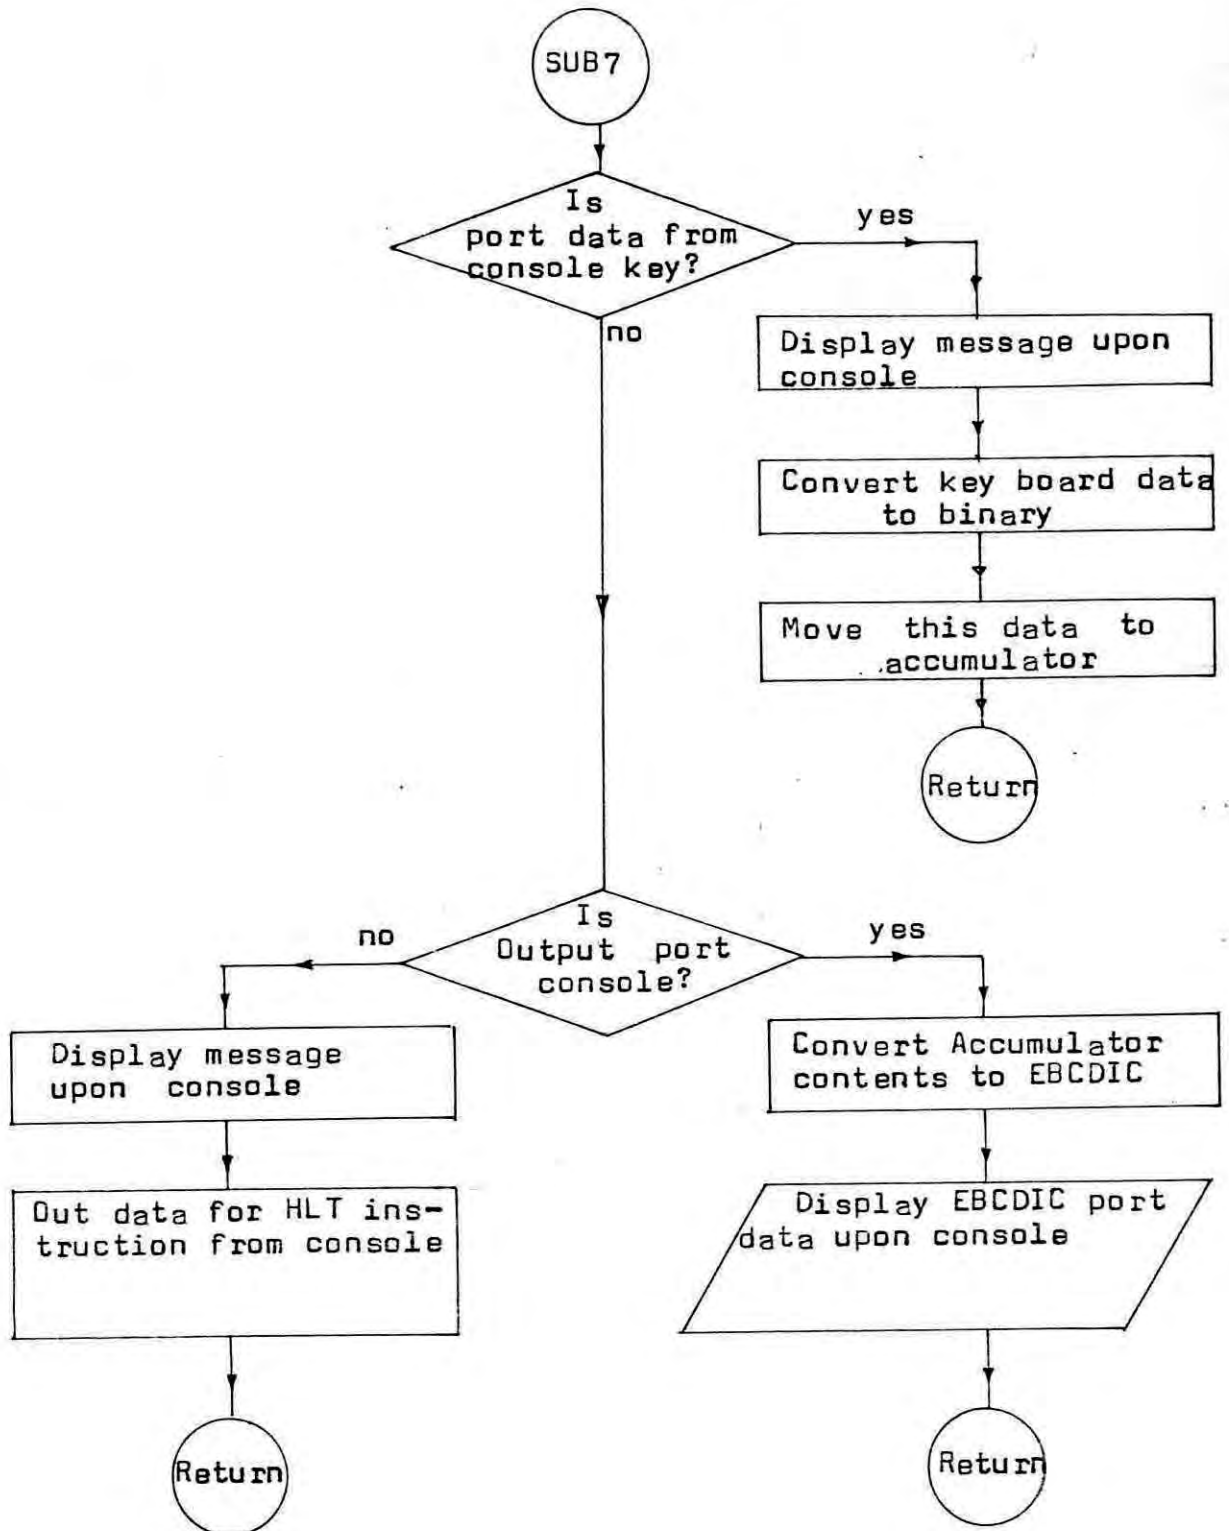 SUB7
Is
port data from
console key?
yes
no
Display message upon
console
Convert key board data
to binary
Move this data to
accumulator
Return
Is
Output port
console?
no
yes
Display message
upon console
Convert Accumulator
contents to EBCDIC
Out data for HLT ins-
truction from console
Display EBCDIC port
data upon console
Return
Return